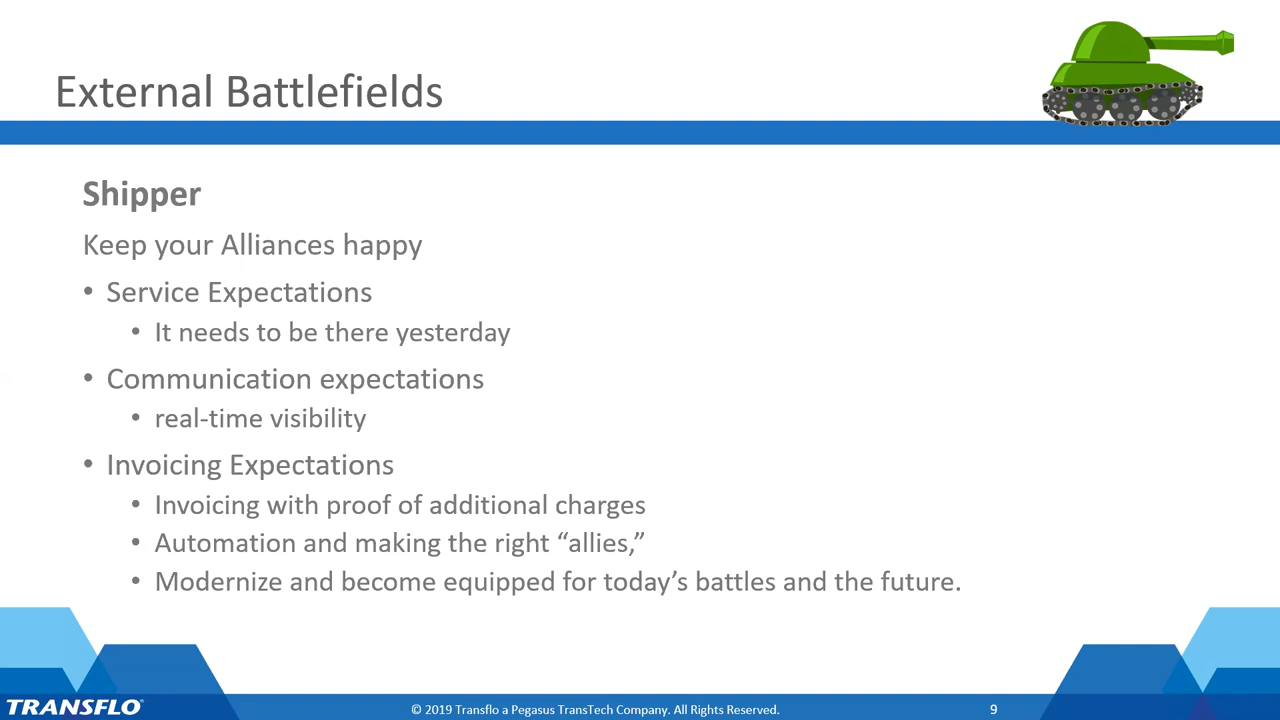 External Battlefields
Shipper
Keep your Alliances happy
• Service Expectations
• It needs to be there yesterday
• Communication expectations
• real-time visibility
• Invoicing Expectations
• Invoicing with proof of additional charges
• Automation and making the right “allies,”
• Modernize and become equipped for today’s battles and the future.
TRANSFLO®
© 2019 Transflo a Pegasus TransTech Company. All Rights Reserved.
9